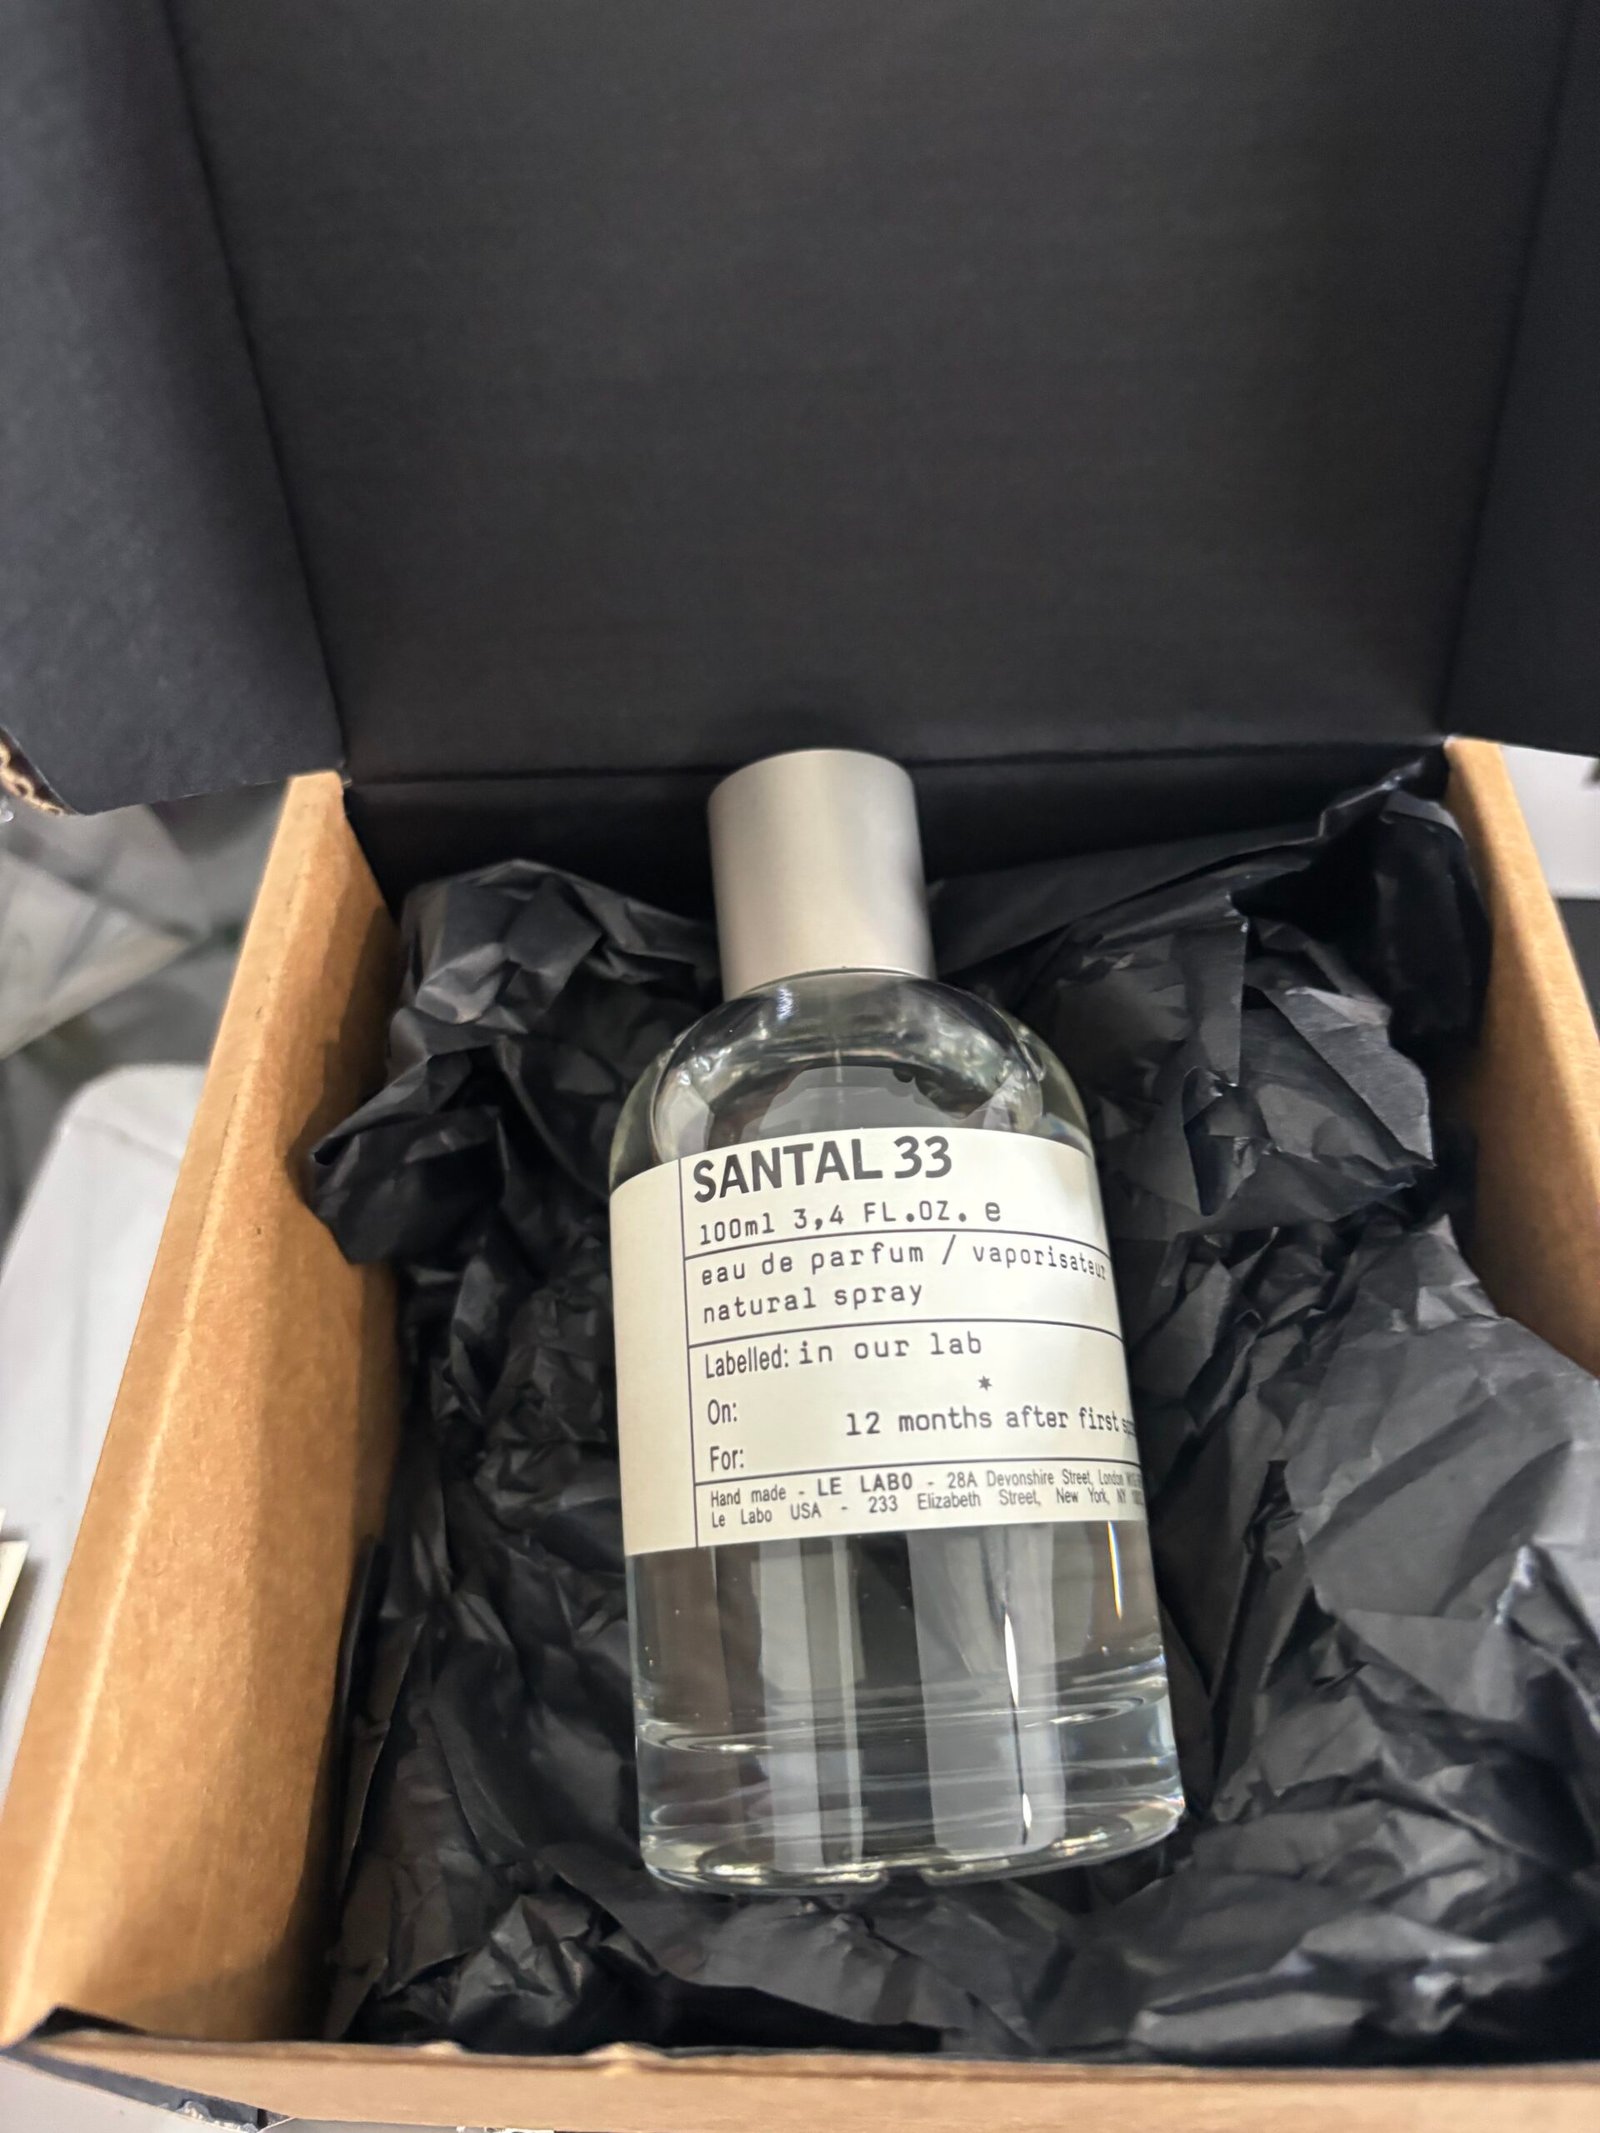 SANTAL 33
100ml 3,4 FL.OZ. e
eau de parfum / vaporisateur
natural spray
Labelled: in our lab
*
On:
12 months after first
For:
Hand made - LE LABO - 28A Devonshire Street, London
Le Labo USA - 233 Elizabeth Street, New York, NY